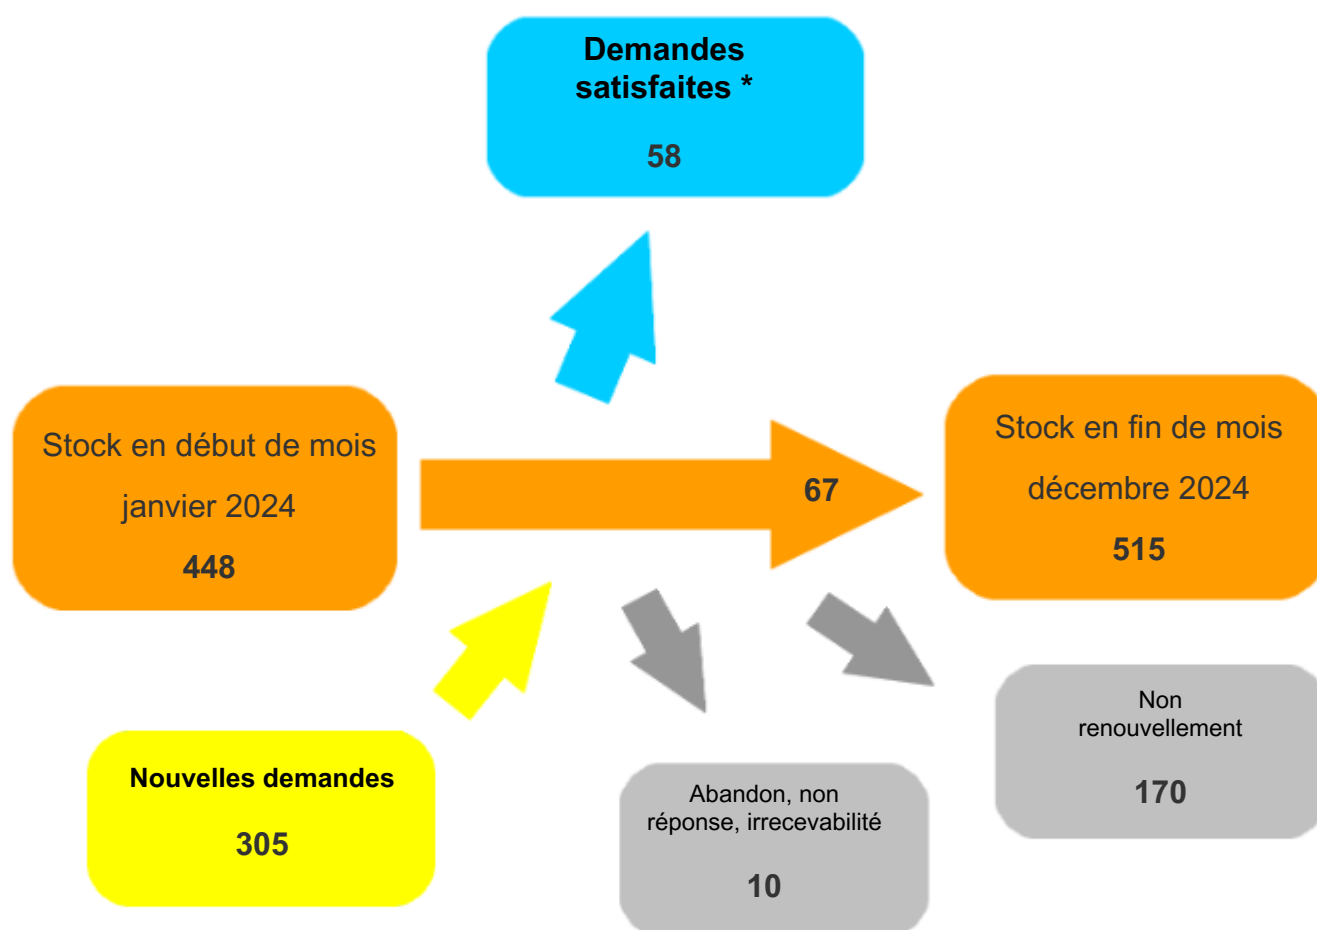 Demandes
satisfaites *
58
Stock en début de mois
janvier 2024
448
67
Stock en fin de mois
décembre 2024
515
Nouvelles demandes
305
Abandon, non
réponse, irrecevabilité
10
Non
renouvellement
170